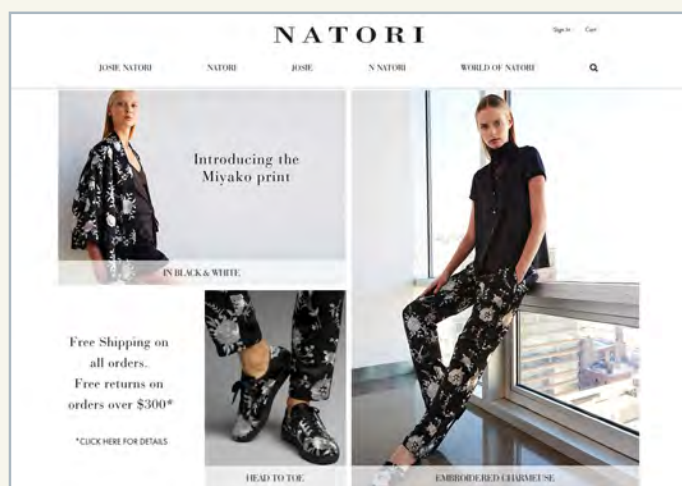 NATORI
Sign In Cart
JOSIE NATORI NATORI JOSIE N NATORI WORLD OF NATORI
Introducing the
Miyako print
IN BLACK & WHITE
Free Shipping on
all orders.
Free returns on
orders over $300*
*CLICK HERE FOR DETAILS
HEAD TO TOE
EMBROIDERED CHARMEUSE